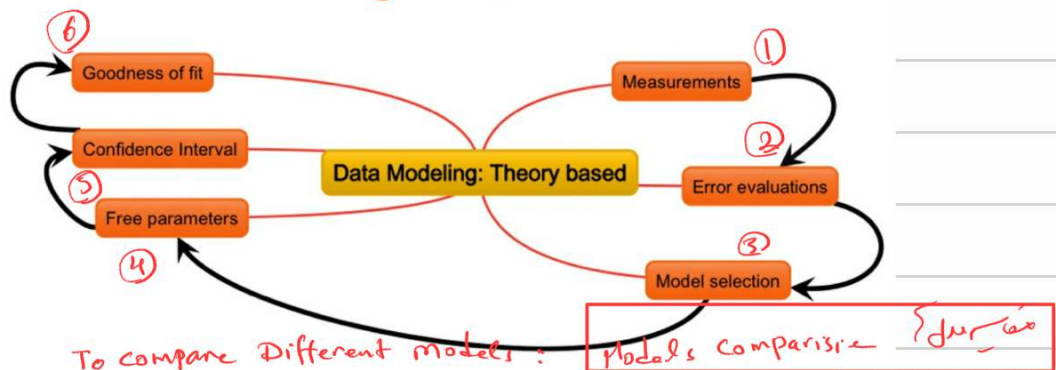 ⑥
Goodness of fit
①
Measurements
②
Confidence Interval
Data Modeling: Theory based
Error evaluations
⑤
Free parameters
④
③
Model selection
To compare Different models : Models comparisie